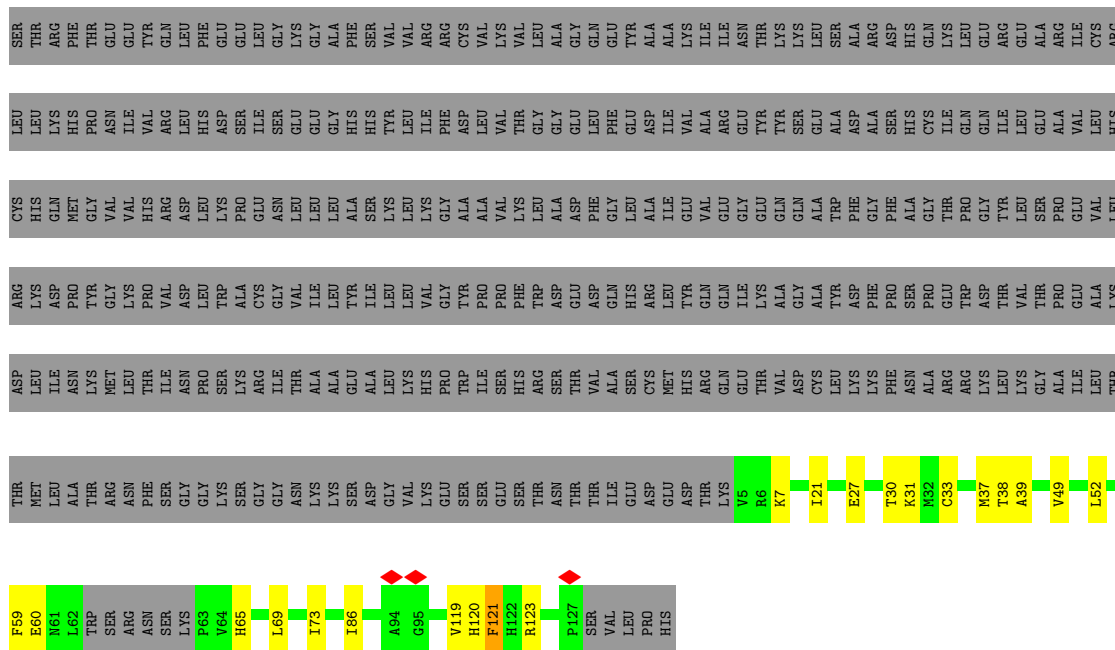 SER THR ARG PHE THR GLU GLU TYR GLN LEU PHE GLU GLU LEU GLY LYS GLY ALA PHE SER VAL VAL ARG ARG CYS VAL LYS VAL LEU ALA GLY GLN GLU TYR ALA ALA LYS ILE ILE ASN THR LYS LYS LEU SER ALA ARG ASP HIS GLN LYS LEU GLU ARG GLU ALA ARG ILE CYS ARG
LEU LEU LYS HIS PRO ASN ILE VAL ARG LEU HIS ASP SER ILE SER GLU GLU GLY HIS HIS TYR LEU ILE PHE ASP LEU VAL THR GLY GLY GLU LEU PHE GLU ASP ILE VAL ALA ARG GLU TYR TYR SER GLU ALA ASP ALA SER HIS CYS ILE GLN GLN ILE LEU GLU ALA VAL LEU HIS
CYS HIS GLN MET GLY VAL VAL HIS ARG ASP LEU LYS PRO GLU ASN LEU LEU LEU ALA SER LYS LEU LYS GLY ALA ALA VAL LYS LEU ALA ASP PHE GLY LEU ALA ILE GLU VAL GLU GLY GLU GLN GLN ALA TRP PHE GLY PHE ALA GLY THR PRO GLY TYR LEU SER PRO GLU VAL LEU
ARG LYS ASP PRO TYR GLY LYS PRO VAL ASP LEU TRP ALA CYS GLY VAL ILE LEU TYR ILE LEU LEU VAL GLY TYR PRO PRO PHE TRP ASP GLU ASP GLN HIS ARG LEU TYR GLN GLN ILE LYS ALA GLY ALA TYR ASP PHE PRO SER PRO GLU TRP ASP THR VAL THR PRO GLU ALA LYS
ASP LEU ILE ASN LYS MET LEU THR ILE ASN PRO SER LYS ARG ILE THR ALA ALA GLU ALA LEU LYS HIS PRO TRP ILE SER HIS ARG SER THR VAL ALA SER CYS MET HIS ARG GLN GLU THR VAL ASP CYS LEU LYS LYS PHE ASN ALA ARG ARG LYS LEU LYS GLY ALA ILE LEU THR
THR MET LEU ALA THR ARG ASN PHE SER GLY GLY LYS SER GLY GLY ASN LYS LYS SER ASP GLY VAL LYS GLU SER SER GLU SER THR ASN THR THR ILE GLU ASP GLU ASP THR LYS V5 R6 K7 I21 E27 T30 K31 M32 C33 M37 T38 A39 V49 L52
F59 E60 N61 L62 TRP SER ARG ASN SER LYS P63 V64 H65 L69 I73 I86 A94 G95 V119 H120 F121 H122 R123 P127 SER VAL LEU PRO HIS